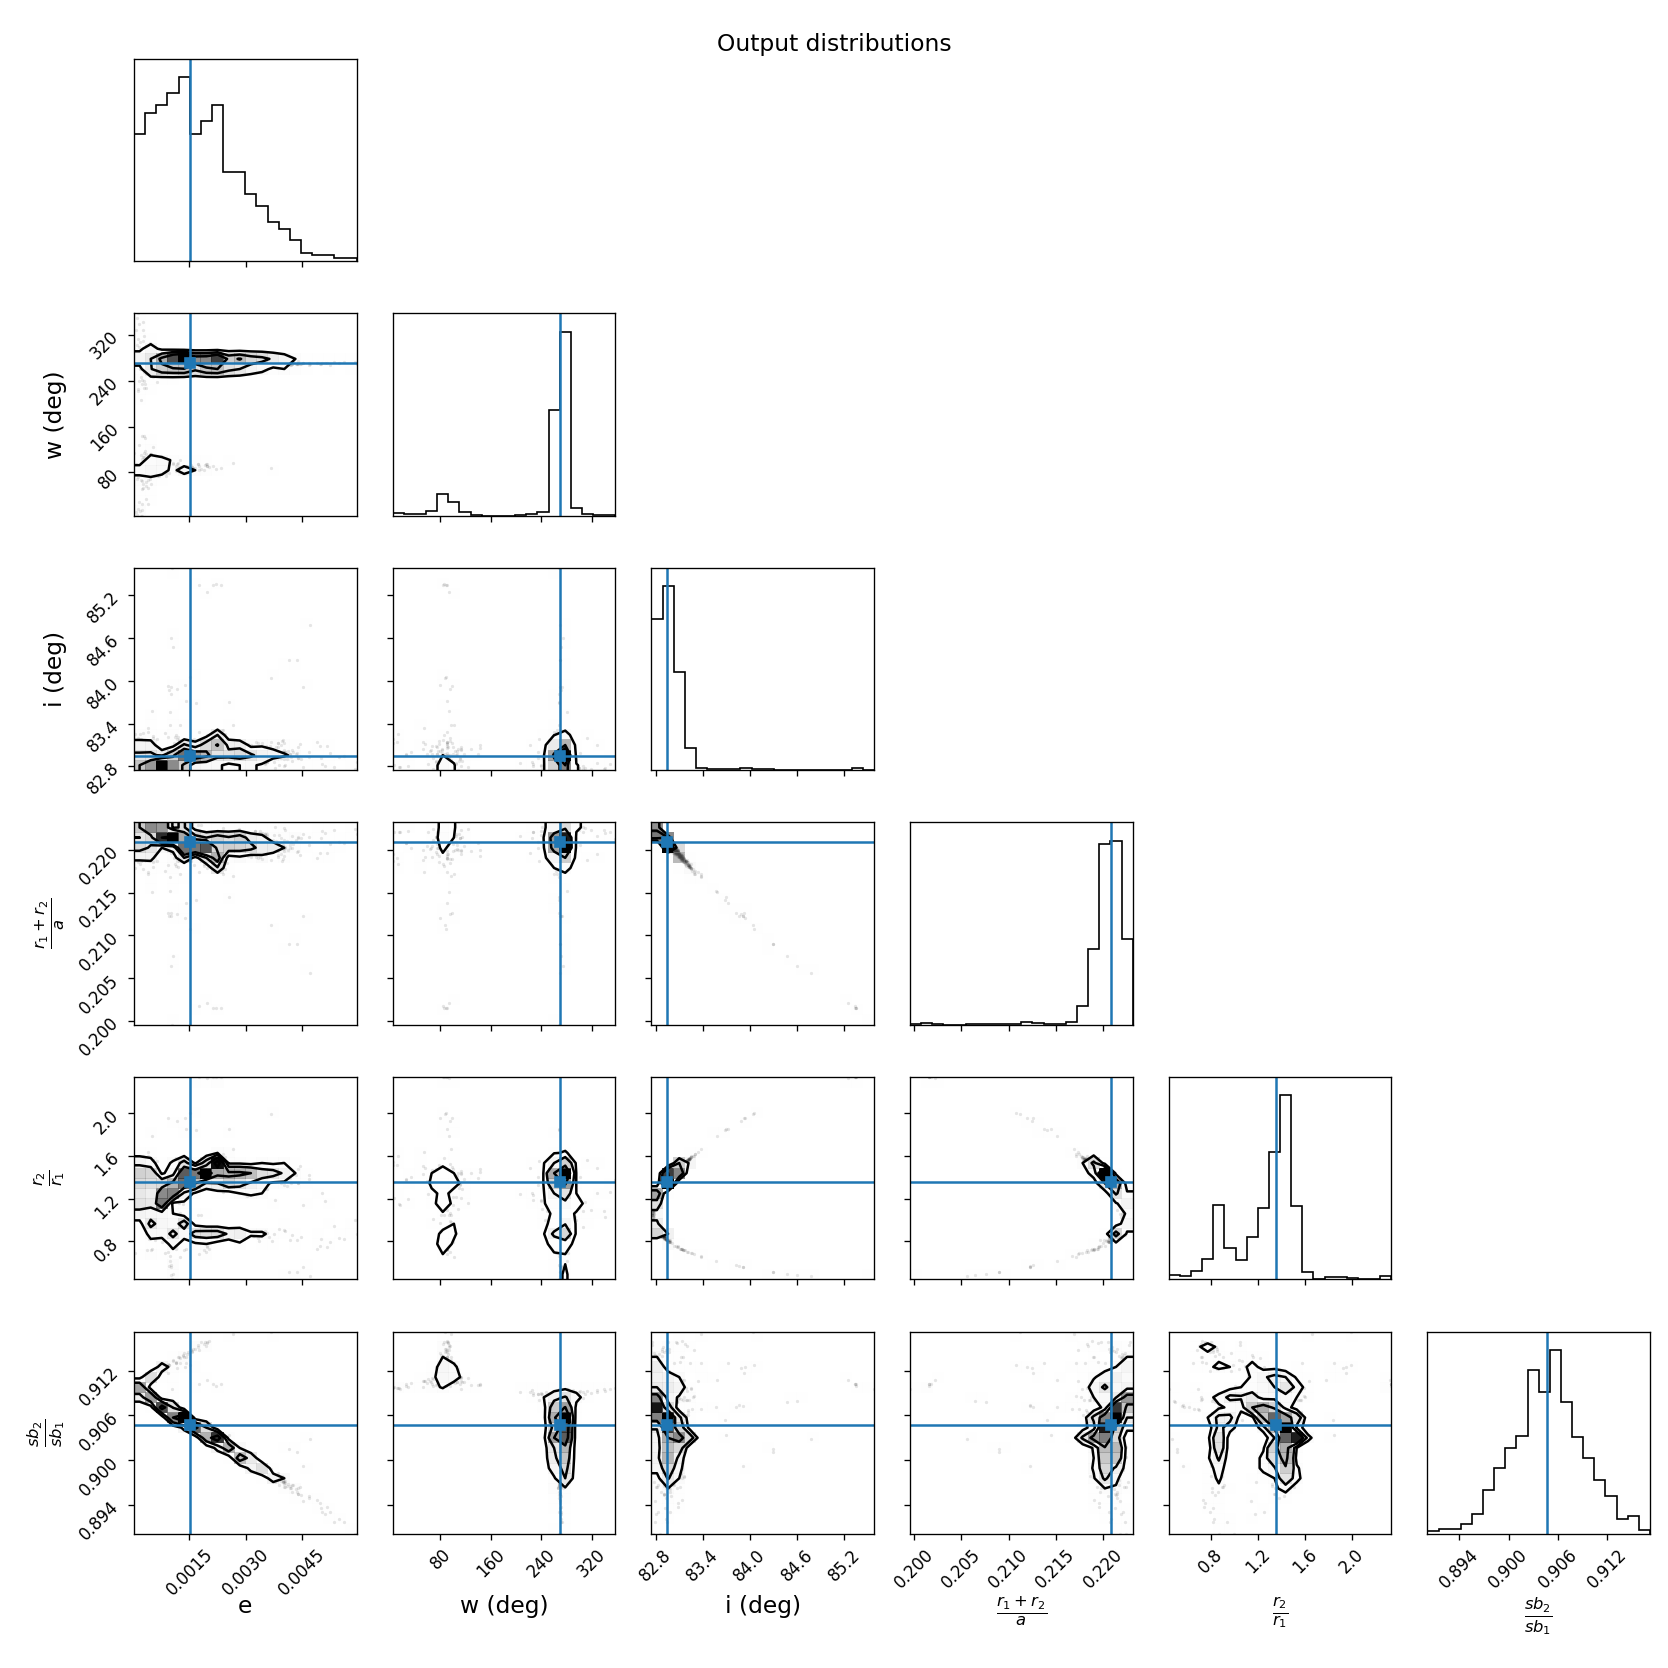 Output distributions
w (deg)
320
240
160
80
i (deg)
85.2
84.6
84.0
83.4
82.8
r₁ + r₂
a
0.220
0.215
0.210
0.205
0.200
r₂
r₁
2.0
1.6
1.2
0.8
sb₂
sb₁
0.912
0.906
0.900
0.894
0.0015 0.0030 0.0045
80 160 240 320
82.8 83.4 84.0 84.6 85.2
0.200 0.205 0.210 0.215 0.220
0.8 1.2 1.6 2.0
0.894 0.900 0.906 0.912
e
w (deg)
i (deg)
r₁ + r₂
a
r₂
r₁
sb₂
sb₁